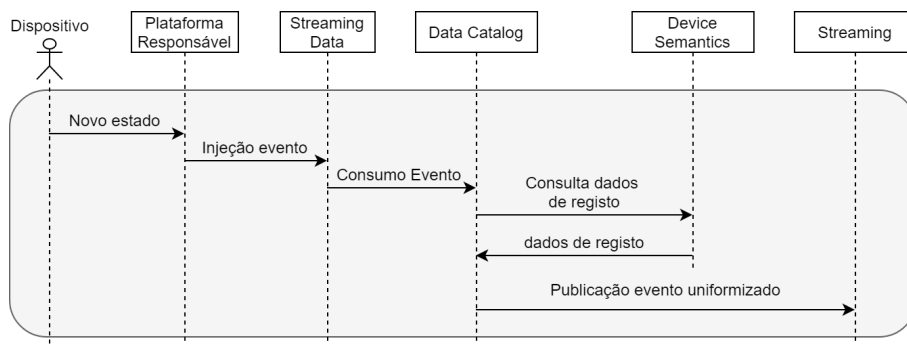 Dispositivo
Plataforma
Responsável
Streaming
Data
Data Catalog
Device
Semantics
Streaming
Novo estado
Injeção evento
Consumo Evento
Consulta dados
de registo
dados de registo
Publicação evento uniformizado